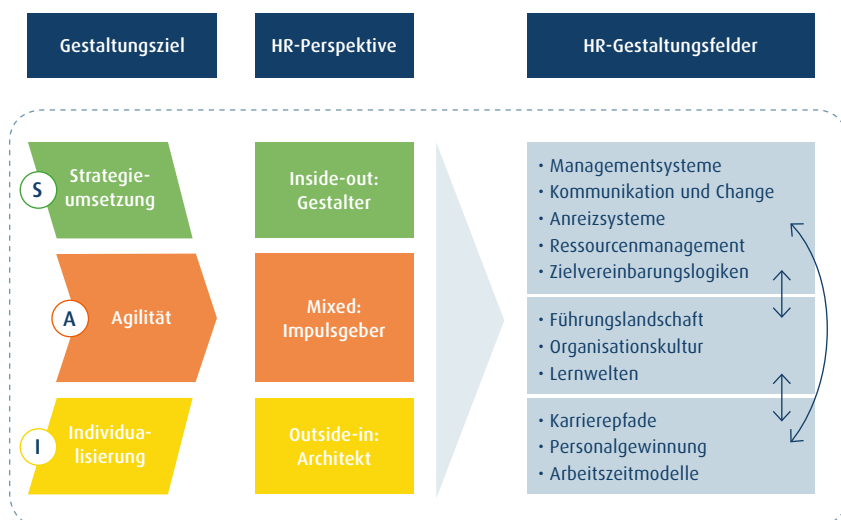 Gestaltungsziel
HR-Perspektive
HR-Gestaltungsfelder
S
Strategie-
umsetzung
Inside-out:
Gestalter
· Managementsysteme
· Kommunikation und Change
· Anreizsysteme
· Ressourcenmanagement
· Zielvereinbarungslogiken
A
Agilität
Mixed:
Impulsgeber
· Führungslandschaft
· Organisationskultur
· Lernwelten
I
Individua-
lisierung
Outside-in:
Architekt
· Karrierepfade
· Personalgewinnung
· Arbeitszeitmodelle